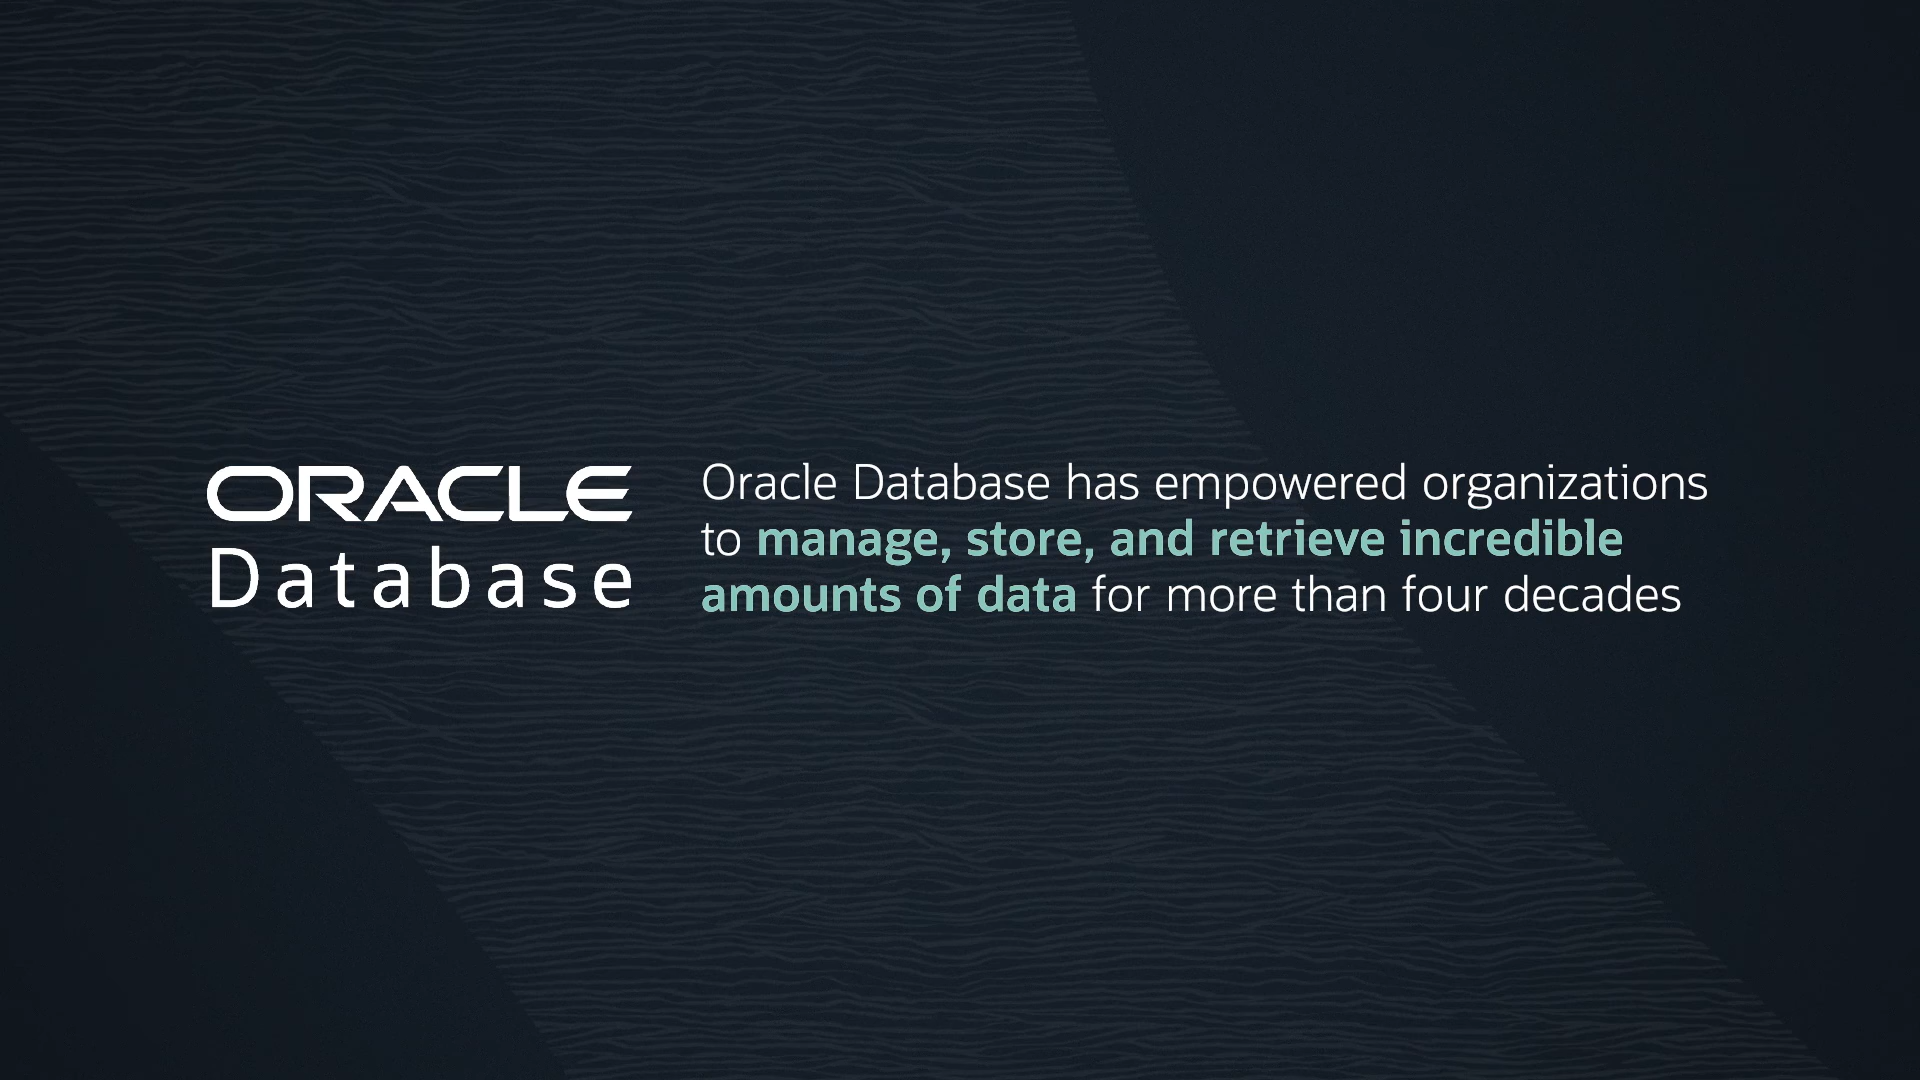 ORACLE
Database
Oracle Database has empowered organizations
to manage, store, and retrieve incredible
amounts of data for more than four decades